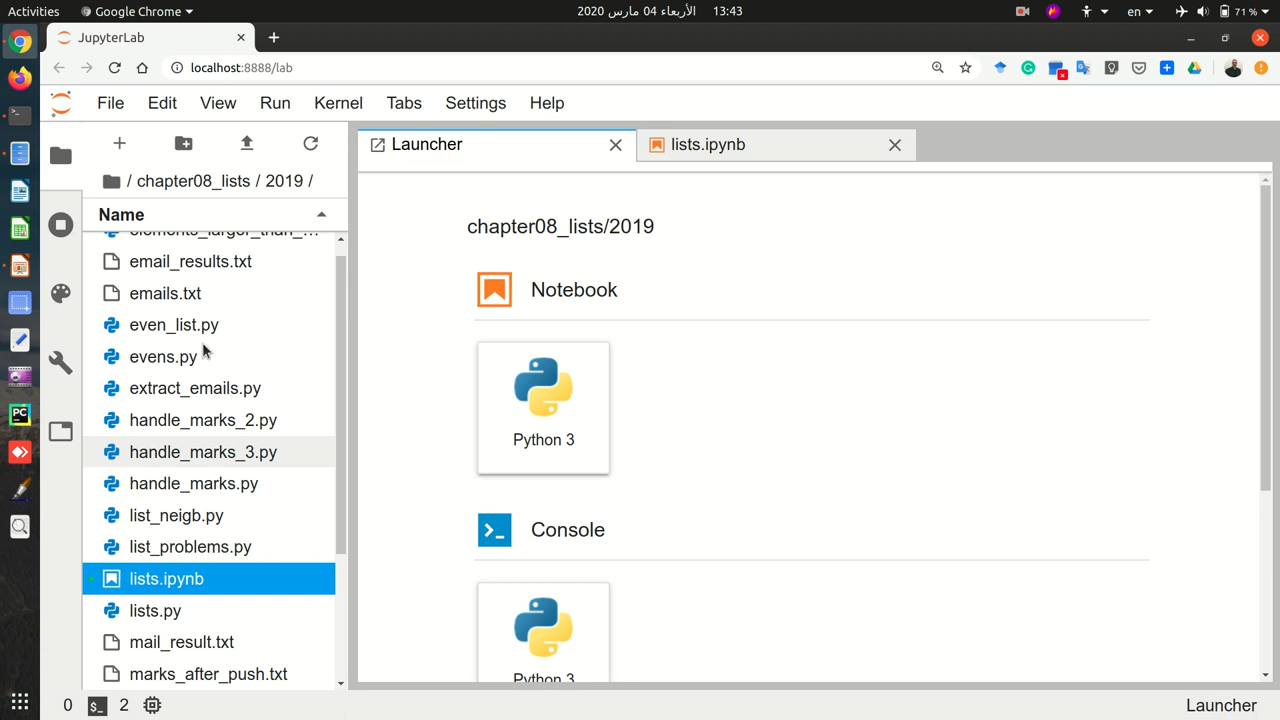 Activities
Google Chrome
الأربعاء 04 مارس 2020 13:43
en
71 %
JupyterLab
localhost:8888/lab
File Edit View Run Kernel Tabs Settings Help
/ chapter08_lists / 2019 /
Name
elements_larger_than_...
email_results.txt
emails.txt
even_list.py
evens.py
extract_emails.py
handle_marks_2.py
handle_marks_3.py
handle_marks.py
list_neigb.py
list_problems.py
lists.ipynb
lists.py
mail_result.txt
marks_after_push.txt
Launcher
lists.ipynb
chapter08_lists/2019
Notebook
Python 3
Console
Python 3
0 $_ 2
Launcher